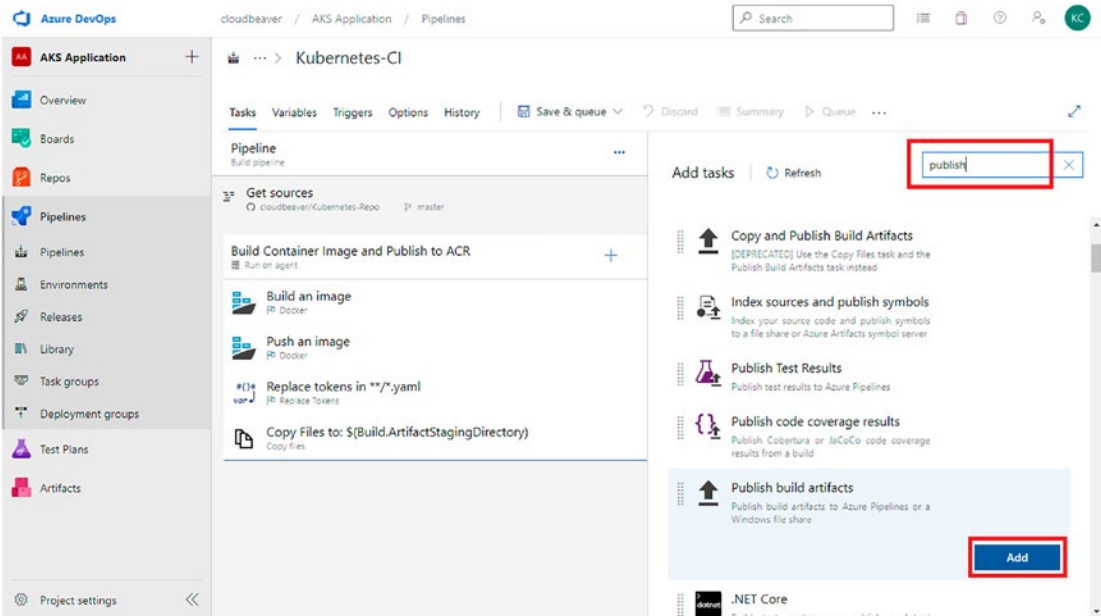 Azure DevOps
cloudbeaver / AKS Application / Pipelines
Search
KC
AA
AKS Application
Kubernetes-CI
Overview
Boards
Repos
Pipelines
Pipelines
Environments
Releases
Library
Task groups
Deployment groups
Test Plans
Artifacts
Project settings
Tasks Variables Triggers Options History Save & queue Discard Summary Queue
Pipeline
Build pipeline
Get sources
cloudbeaver/Kubernetes-Repo master
Build Container Image and Publish to ACR
Run on agent
Build an image
Docker
Push an image
Docker
Replace tokens in **/*.yaml
Replace Tokens
Copy Files to: $(Build.ArtifactStagingDirectory)
Copy files
Add tasks Refresh
publish
Copy and Publish Build Artifacts
[DEPRECATED] Use the Copy Files task and the
Publish Build Artifacts task instead
Index sources and publish symbols
Index your source code and publish symbols
to a file share or Azure Artifacts symbol server
Publish Test Results
Publish test results to Azure Pipelines
Publish code coverage results
Publish Cobertura or JaCoCo code coverage
results from a build
Publish build artifacts
Publish build artifacts to Azure Pipelines or a
Windows file share
Add
dotnet
.NET Core